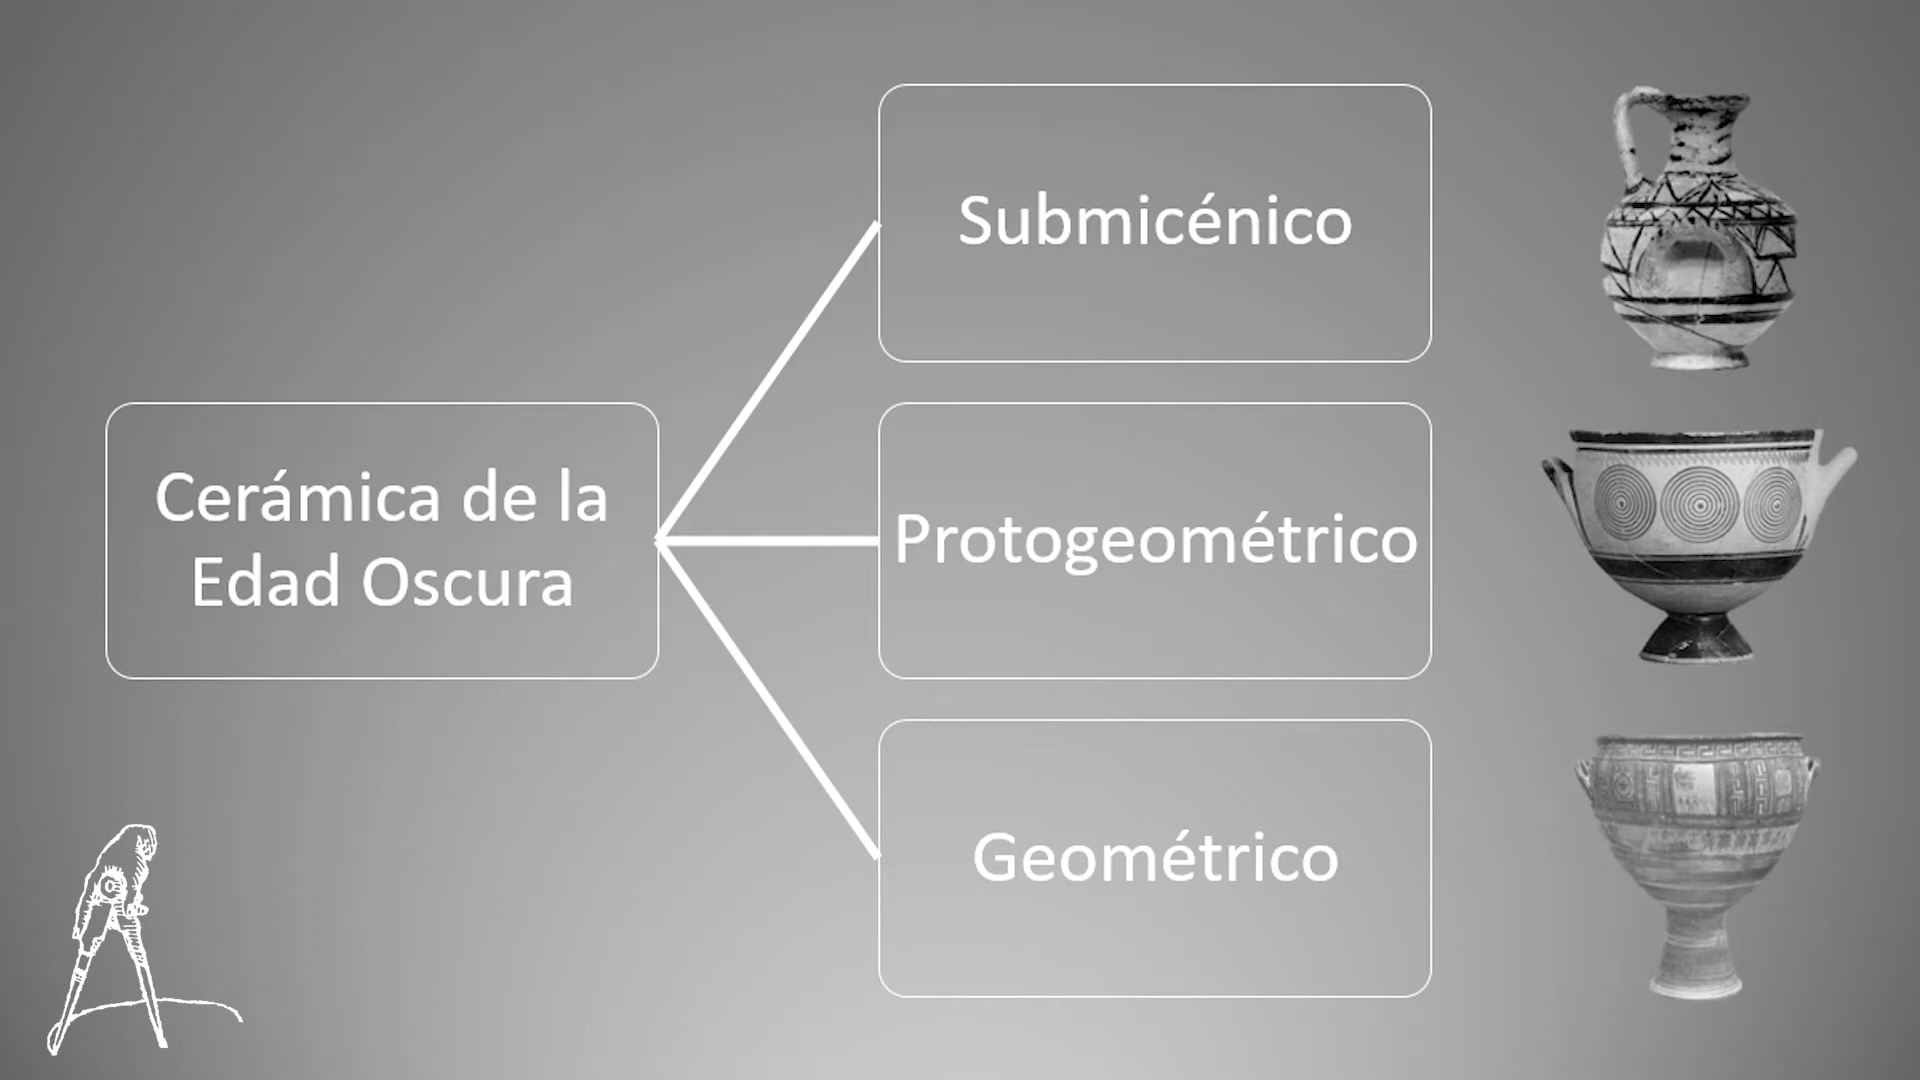 Cerámica de la
Edad Oscura
Submicénico
Protogeométrico
Geométrico